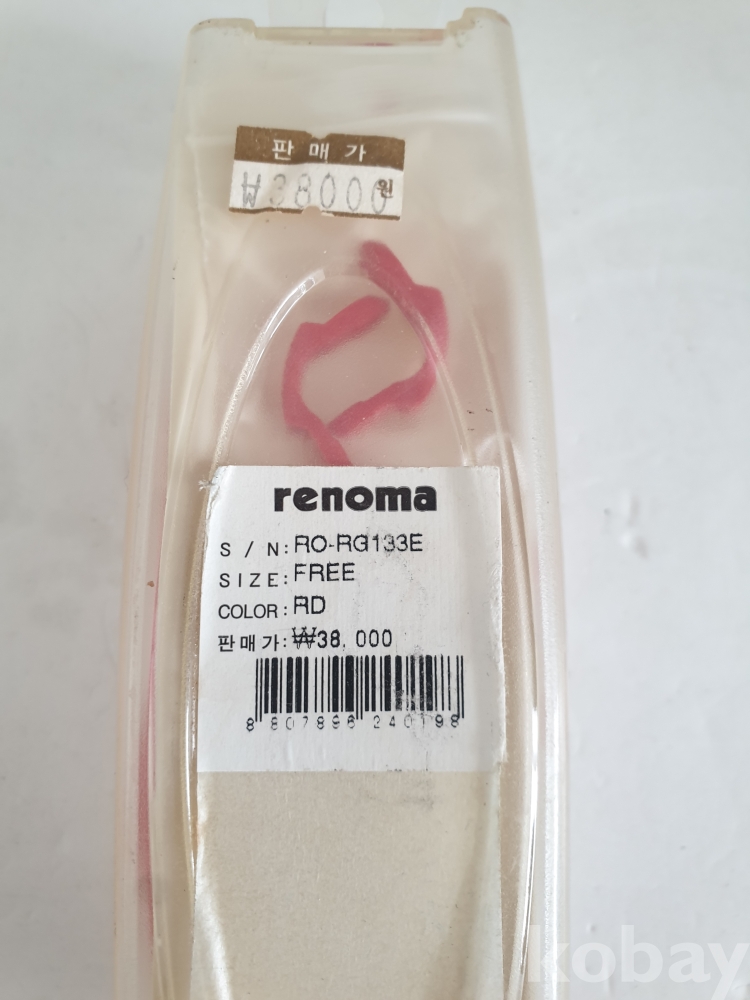 판매가
₩38000원
renoma
S / N: RO-RG133E
SIZE: FREE
COLOR: RD
판매가: ₩38,000
8 807896 240198
kobay